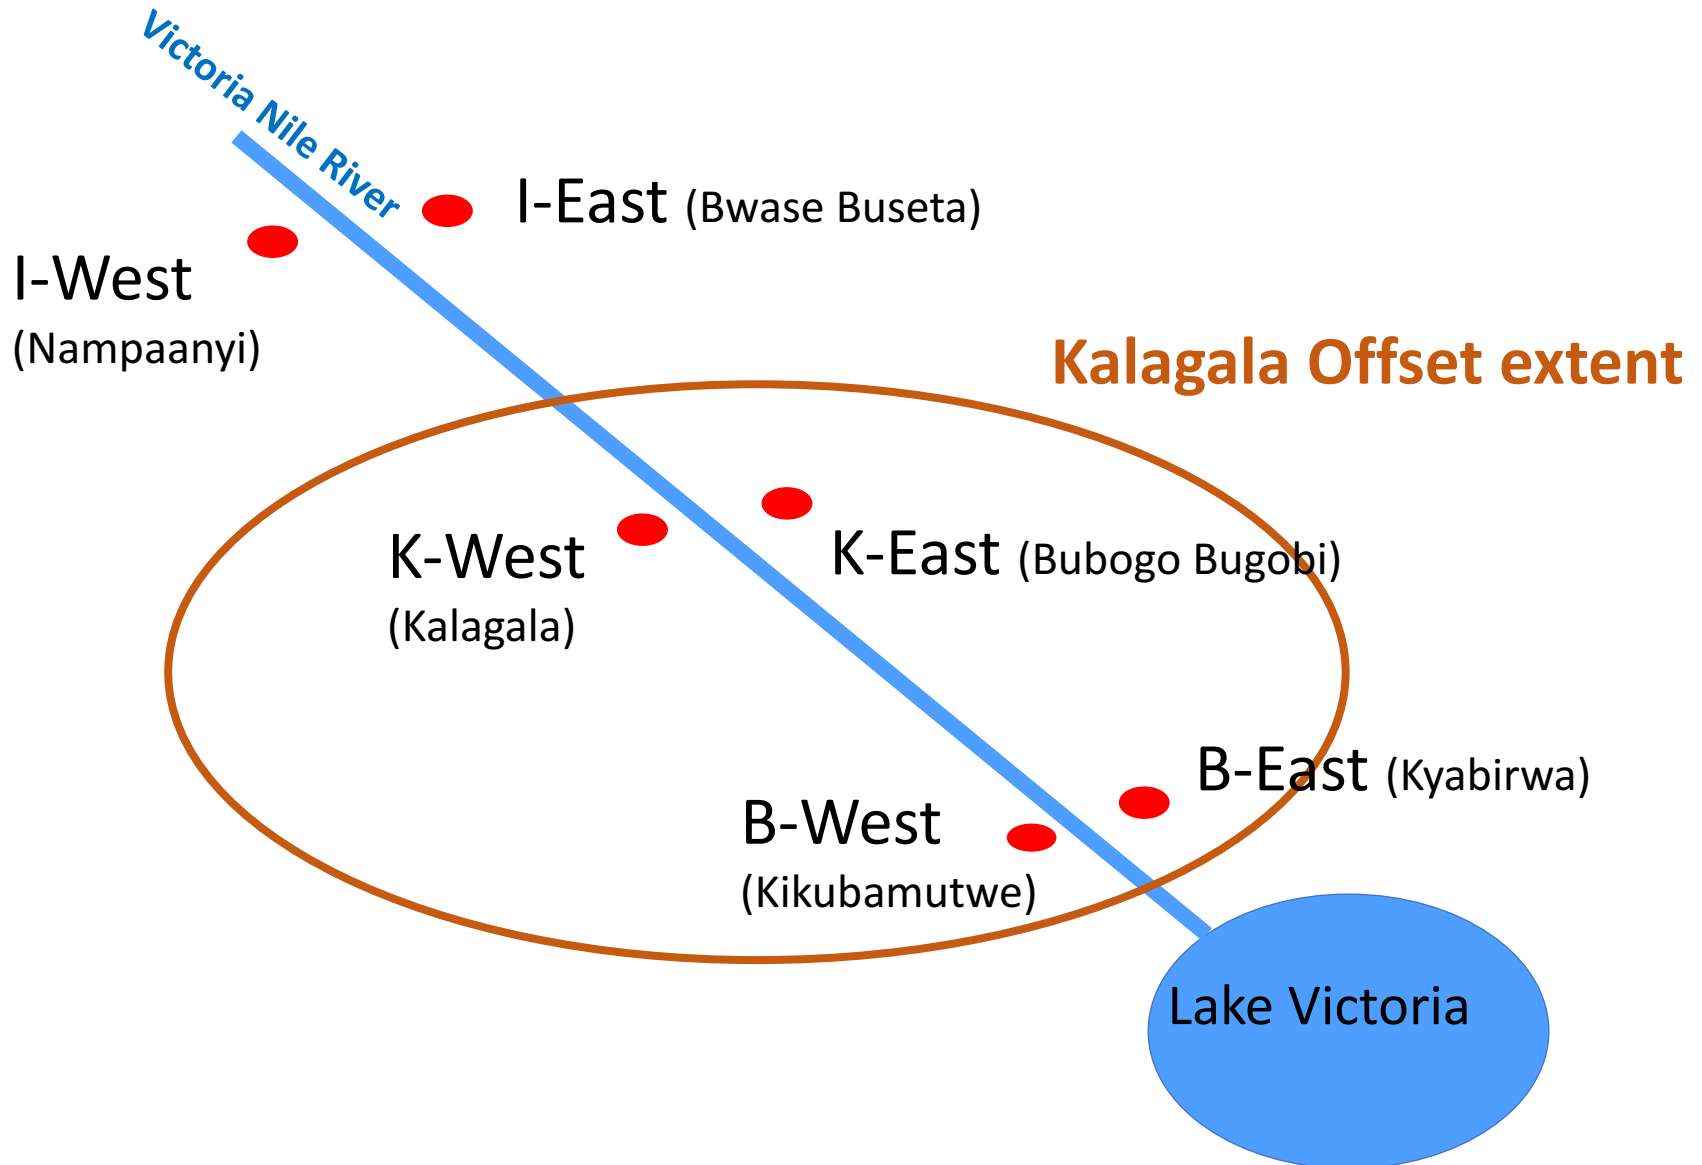 Victoria Nile River
I-East (Bwase Buseta)
I-West
(Nampaanyi)
Kalagala Offset extent
K-West
(Kalagala)
K-East (Bubogo Bugobi)
B-East (Kyabirwa)
B-West
(Kikubamutwe)
Lake Victoria